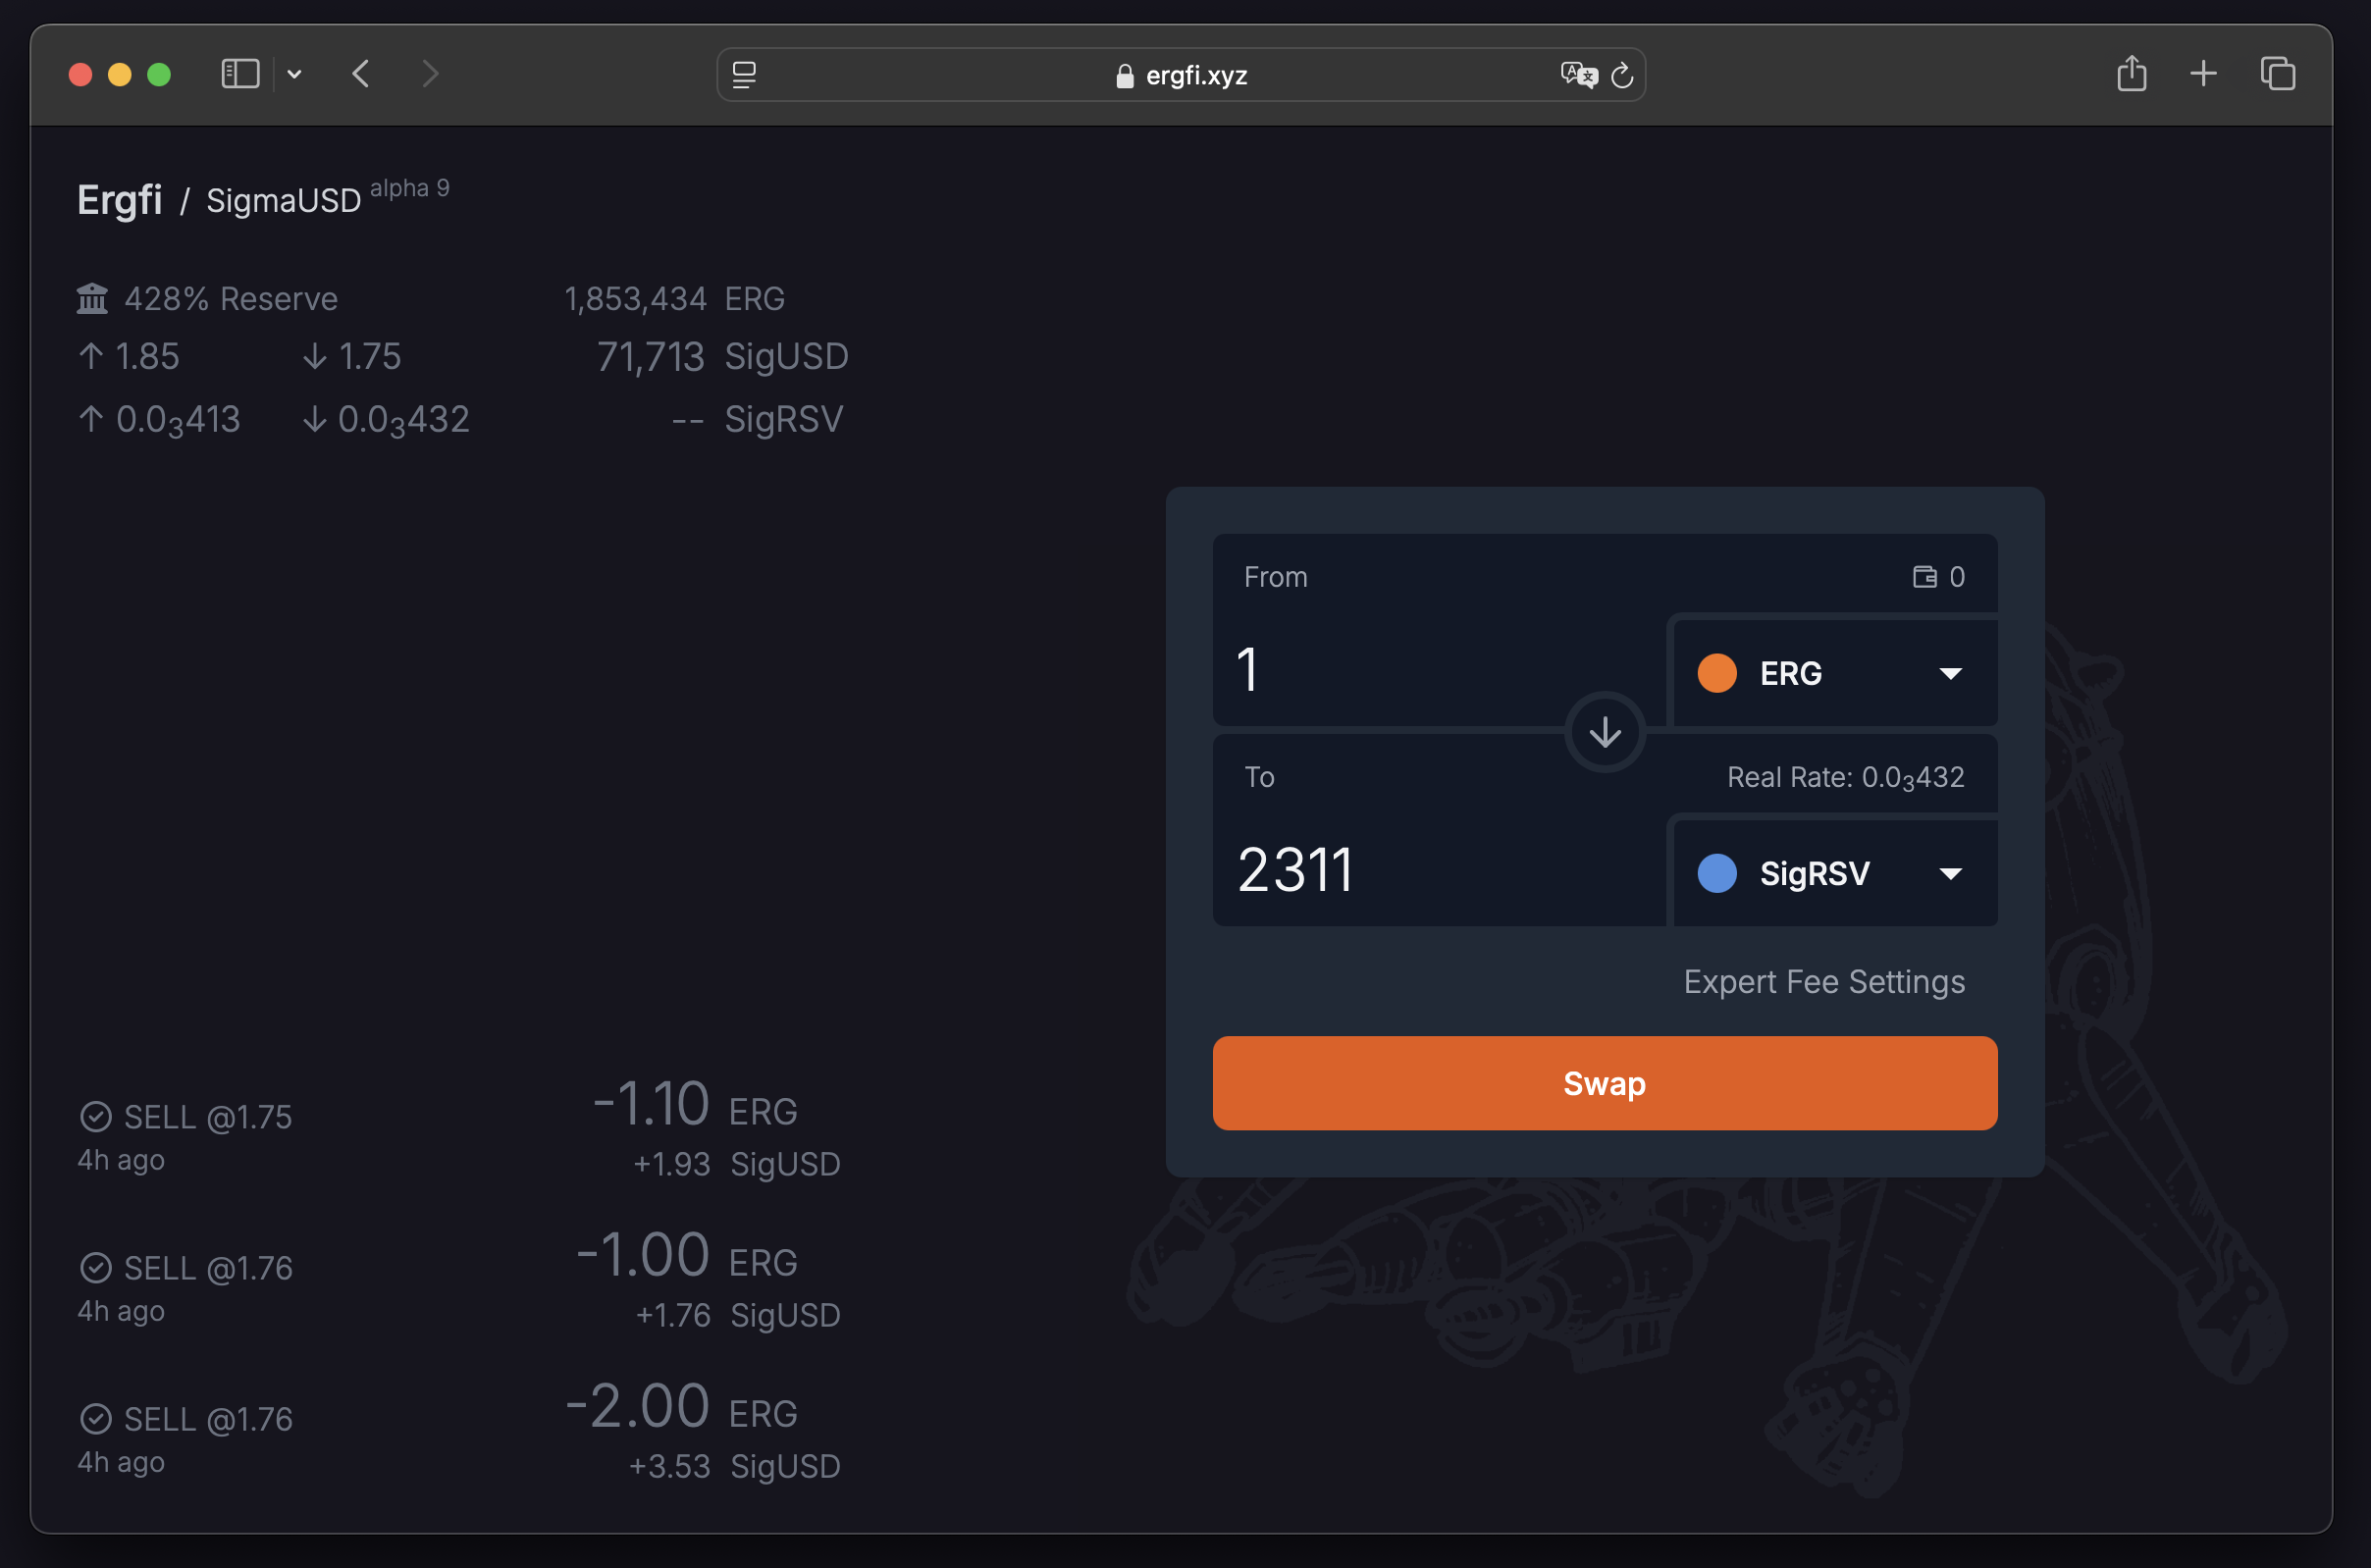 ergfi.xyz
Ergfi / SigmaUSD alpha 9
428% Reserve 1,853,434 ERG
↑ 1.85 ↓ 1.75 71,713 SigUSD
↑ 0.0₃413 ↓ 0.0₃432 -- SigRSV
From 0
1 ERG
To Real Rate: 0.0₃432
2311 SigRSV
Expert Fee Settings
Swap
SELL @1.75 -1.10 ERG
4h ago +1.93 SigUSD
SELL @1.76 -1.00 ERG
4h ago +1.76 SigUSD
SELL @1.76 -2.00 ERG
4h ago +3.53 SigUSD